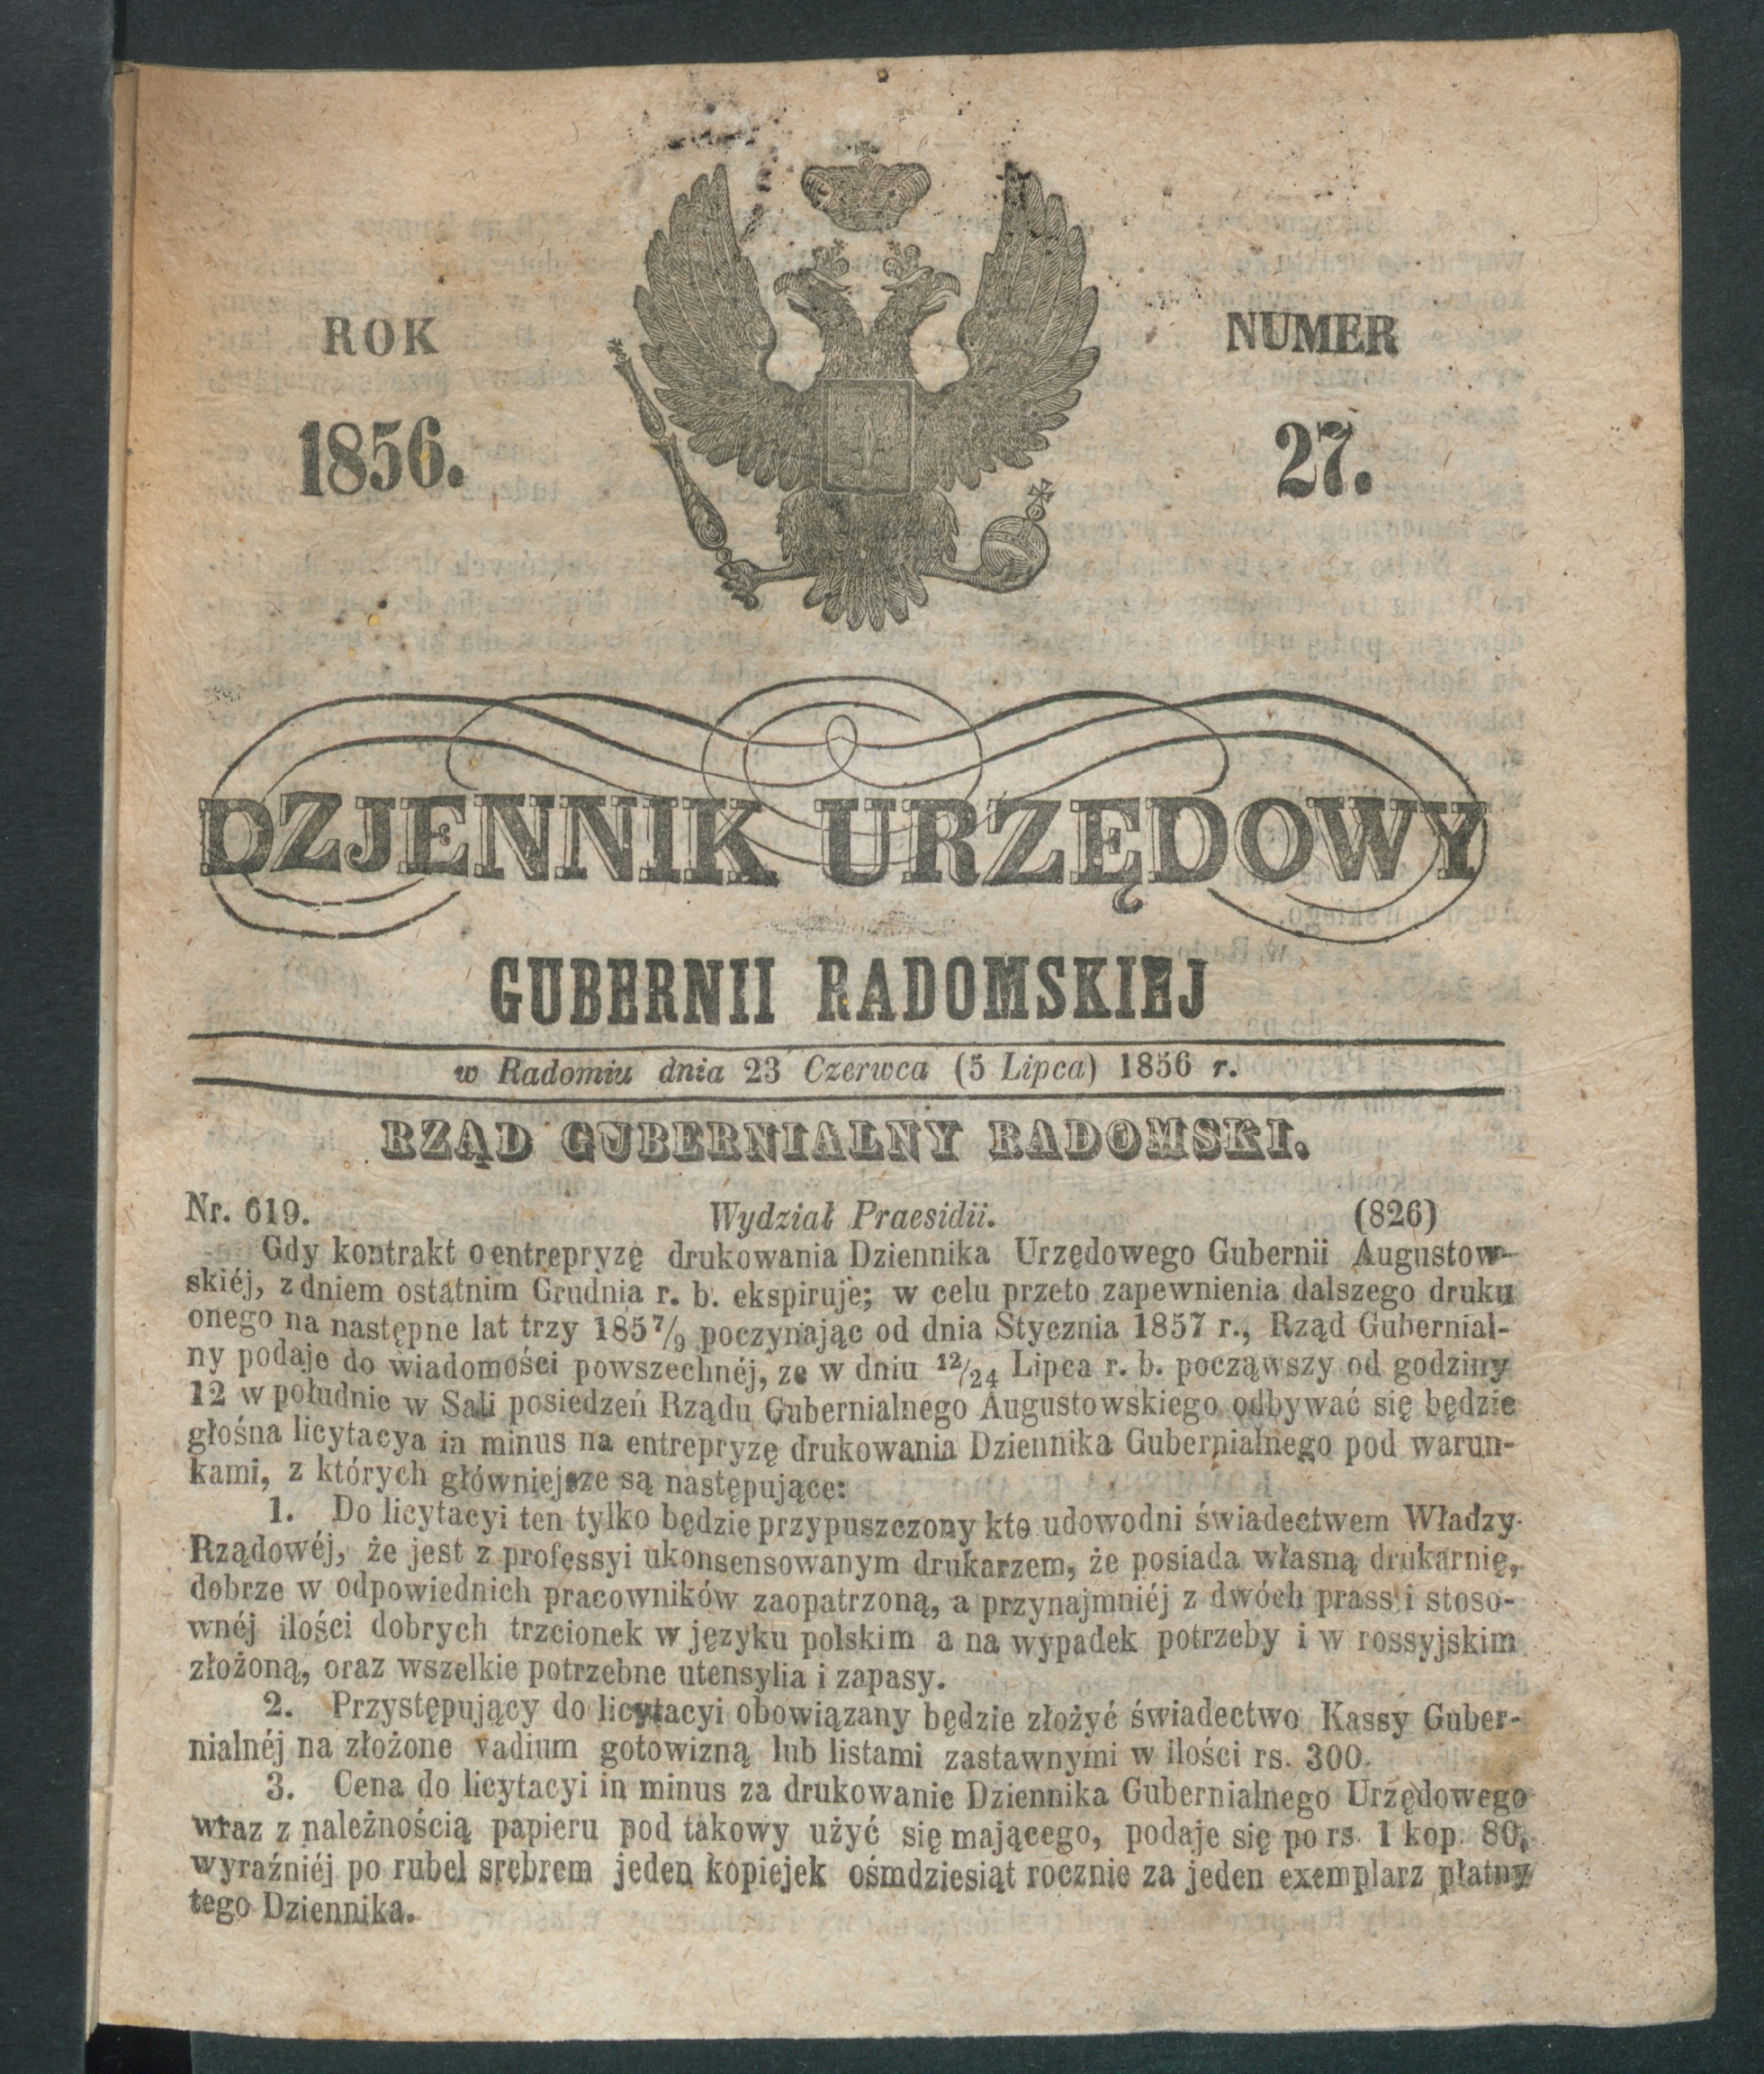 ROK
1856.
NUMER
27.
DZJENNIK URZĘDOWY
GUBERNII RADOMSKIEJ
w Radomiu dnia 23 Czerwca (5 Lipca) 1856 r.
RZĄD GUBERNIALNY RADOMSKI.
Nr. 619. Wydział Praesidii. (826)
Gdy kontrakt o entrepryzę drukowania Dziennika Urzędowego Gubernii Augustow-
skiéj, z dniem ostatnim Grudnia r. b. ekspiruje; w celu przeto zapewnienia dalszego druku
onego na następne lat trzy 185 7/9 poczynając od dnia Stycznia 1857 r., Rząd Gubernial-
ny podaje do wiadomości powszechnéj, ze w dniu 12/24 Lipca r. b. począwszy od godziny
12 w południe w Sali posiedzeń Rządu Gubernialnego Augustowskiego odbywać się będzie
głośna licytacya in minus na entrepryzę drukowania Dziennika Gubernialnego pod warun-
kami, z których główniejsze są następujące:
1. Do licytacyi ten tylko będzie przypuszczony kto udowodni świadectwem Władzy
Rządowéj, że jest z professyi ukonsensowanym drukarzem, że posiada własną drukarnię,
dobrze w odpowiednich pracowników zaopatrzoną, a przynajmniéj z dwóch prass i stoso-
wnéj ilości dobrych trzcionek w języku polskim a na wypadek potrzeby i w rossyjskim
złożoną, oraz wszelkie potrzebne utensylia i zapasy.
2. Przystępujący do licytacyi obowiązany będzie złożyć świadectwo Kassy Guber-
nialnéj na złożone vadium gotowizną lub listami zastawnymi w ilości rs. 300.
3. Cena do licytacyi in minus za drukowanie Dziennika Gubernialnego Urzędowego
wraz z należnością papieru pod takowy użyć się mającego, podaje się po rs. 1 kop. 80,
wyraźniéj po rubel srebrem jeden kopiejek ośmdziesiąt rocznie za jeden exemplarz płatny
tego Dziennika.